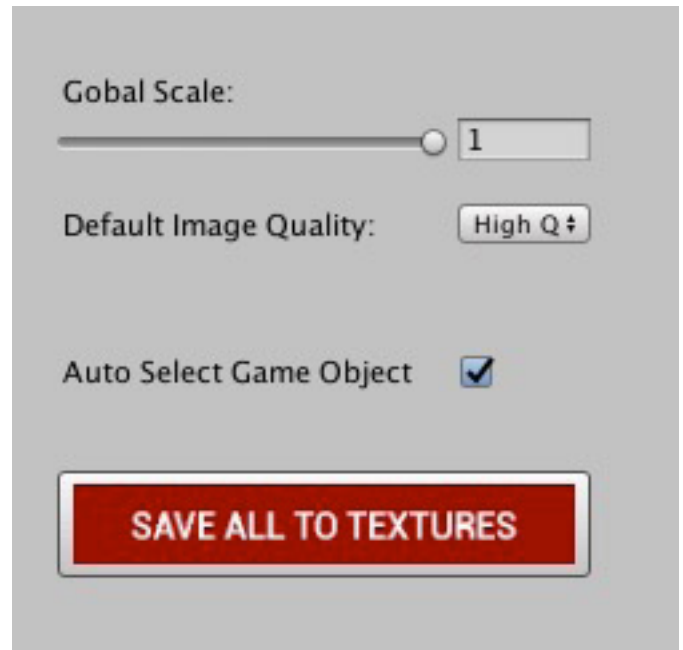 Gobal Scale:
1
Default Image Quality:
High Q
Auto Select Game Object
SAVE ALL TO TEXTURES